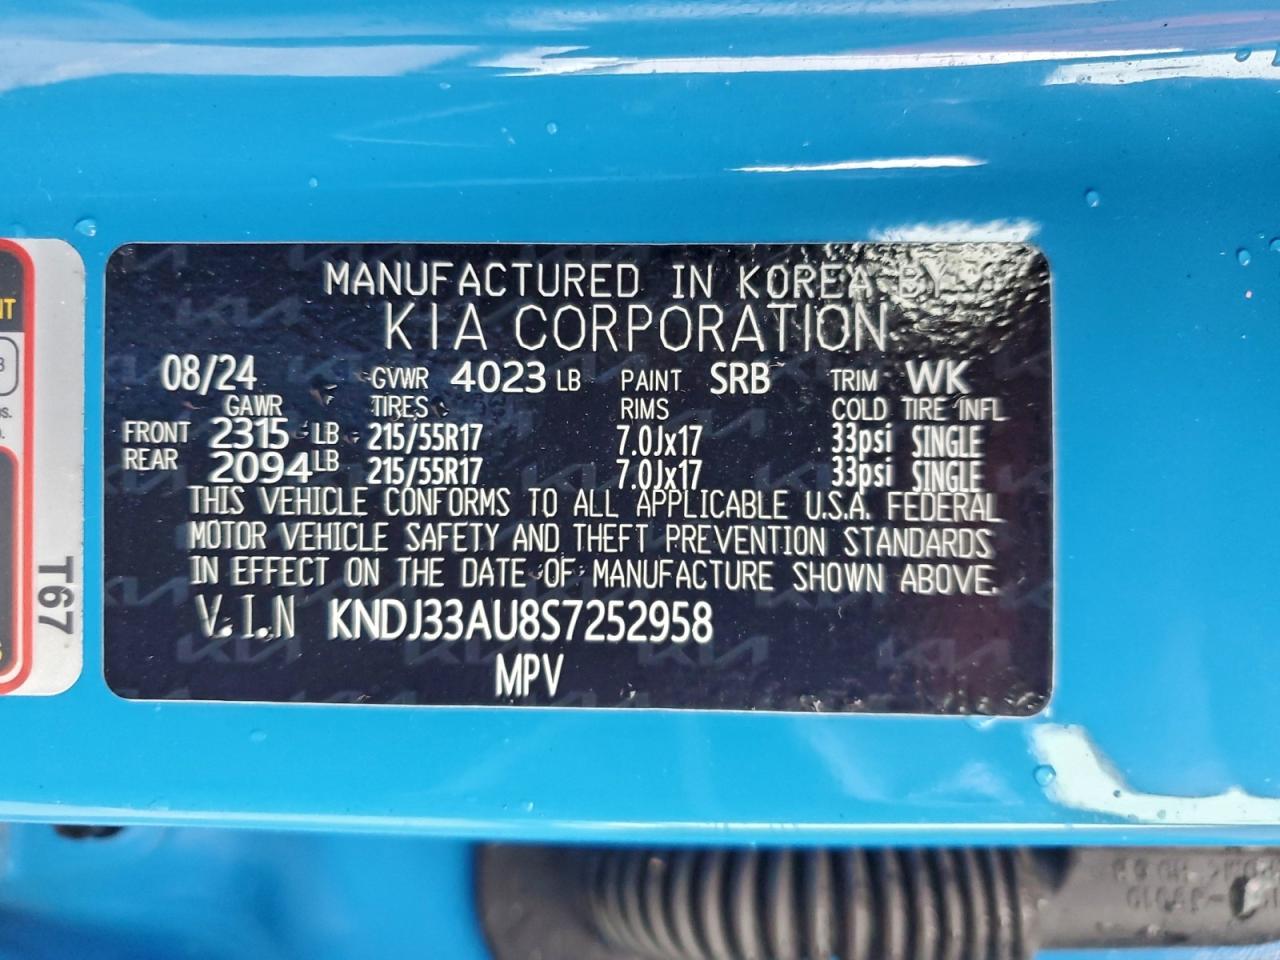 MANUFACTURED IN KOREA BY
KIA CORPORATION
08/24 GVWR 4023 LB PAINT SRB TRIM WK
GAWR TIRES RIMS COLD TIRE INFL
FRONT 2315 LB 215/55R17 7.0Jx17 33psi SINGLE
REAR 2094 LB 215/55R17 7.0Jx17 33psi SINGLE
THIS VEHICLE CONFORMS TO ALL APPLICABLE U.S.A. FEDERAL
MOTOR VEHICLE SAFETY AND THEFT PREVENTION STANDARDS
IN EFFECT ON THE DATE OF MANUFACTURE SHOWN ABOVE.
V.I.N KNDJ33AU8S7252958
MPV
T67